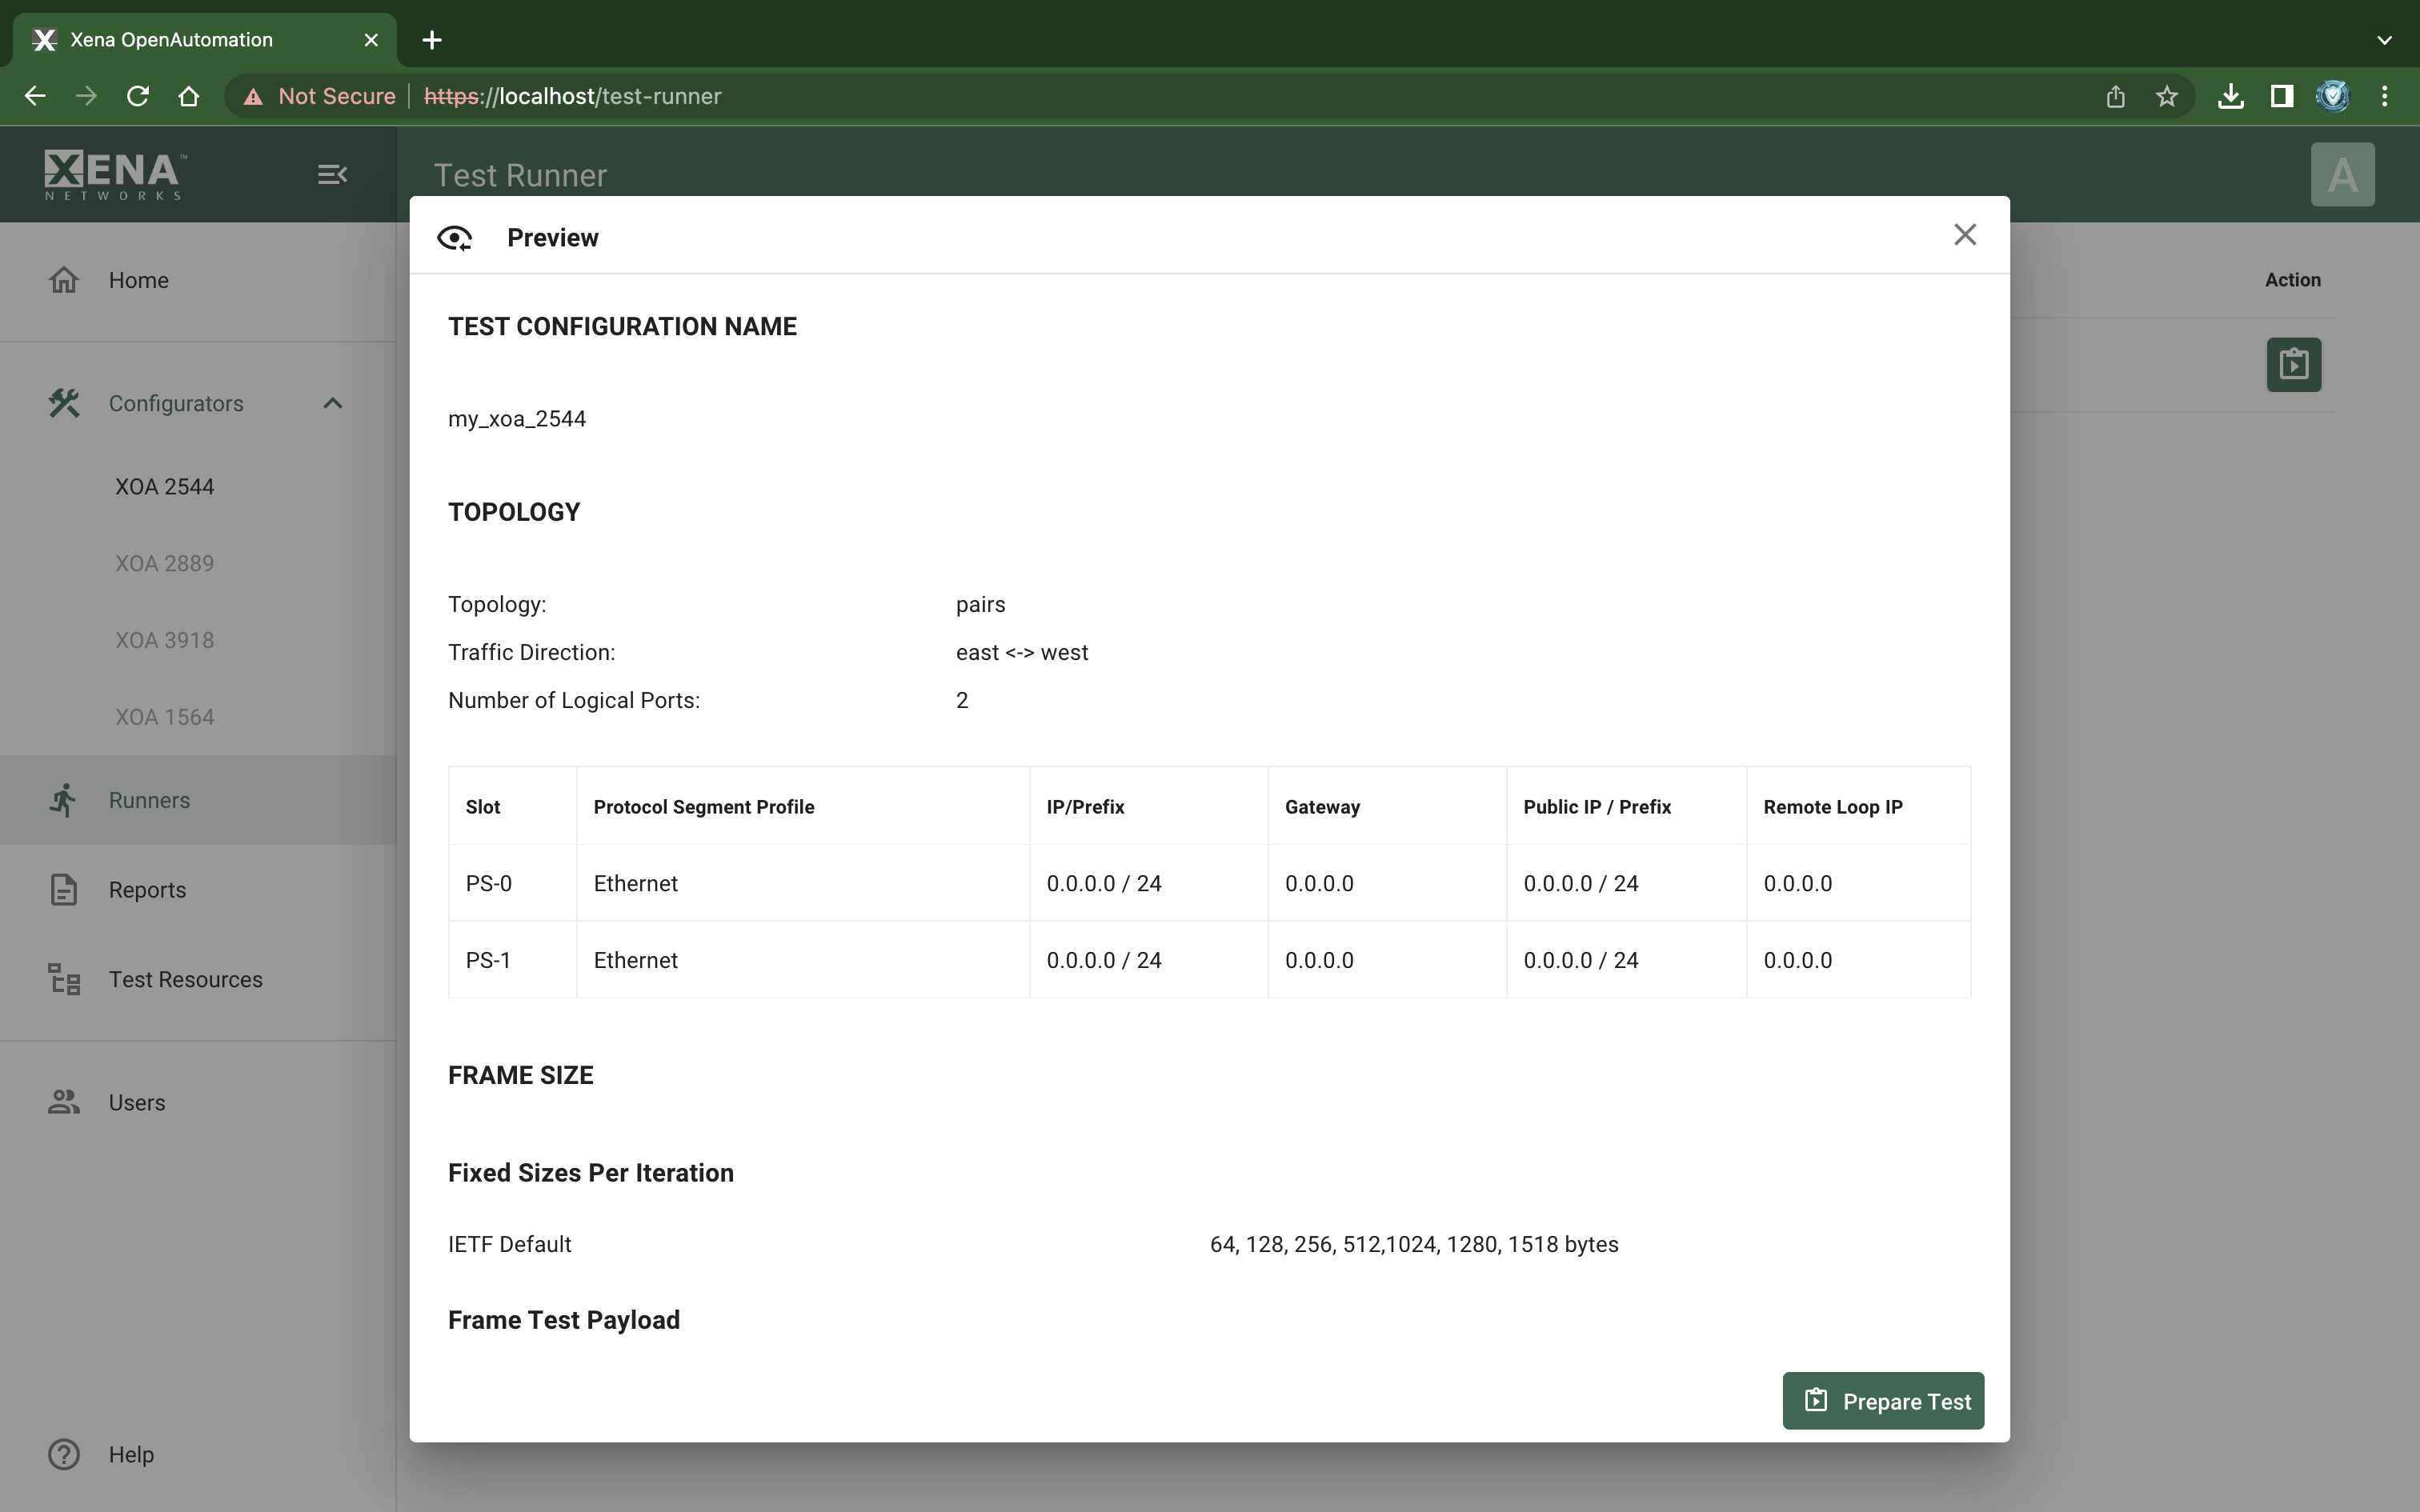 Xena OpenAutomation
Not Secure https://localhost/test-runner
XENA™
NETWORKS
Test Runner
A
Home
Configurators
XOA 2544
XOA 2889
XOA 3918
XOA 1564
Runners
Reports
Test Resources
Users
Help
Action
Preview
TEST CONFIGURATION NAME
my_xoa_2544
TOPOLOGY
Topology: pairs
Traffic Direction: east <-> west
Number of Logical Ports: 2
Slot Protocol Segment Profile IP/Prefix Gateway Public IP / Prefix Remote Loop IP
PS-0 Ethernet 0.0.0.0 / 24 0.0.0.0 0.0.0.0 / 24 0.0.0.0
PS-1 Ethernet 0.0.0.0 / 24 0.0.0.0 0.0.0.0 / 24 0.0.0.0
FRAME SIZE
Fixed Sizes Per Iteration
IETF Default 64, 128, 256, 512,1024, 1280, 1518 bytes
Frame Test Payload
Prepare Test